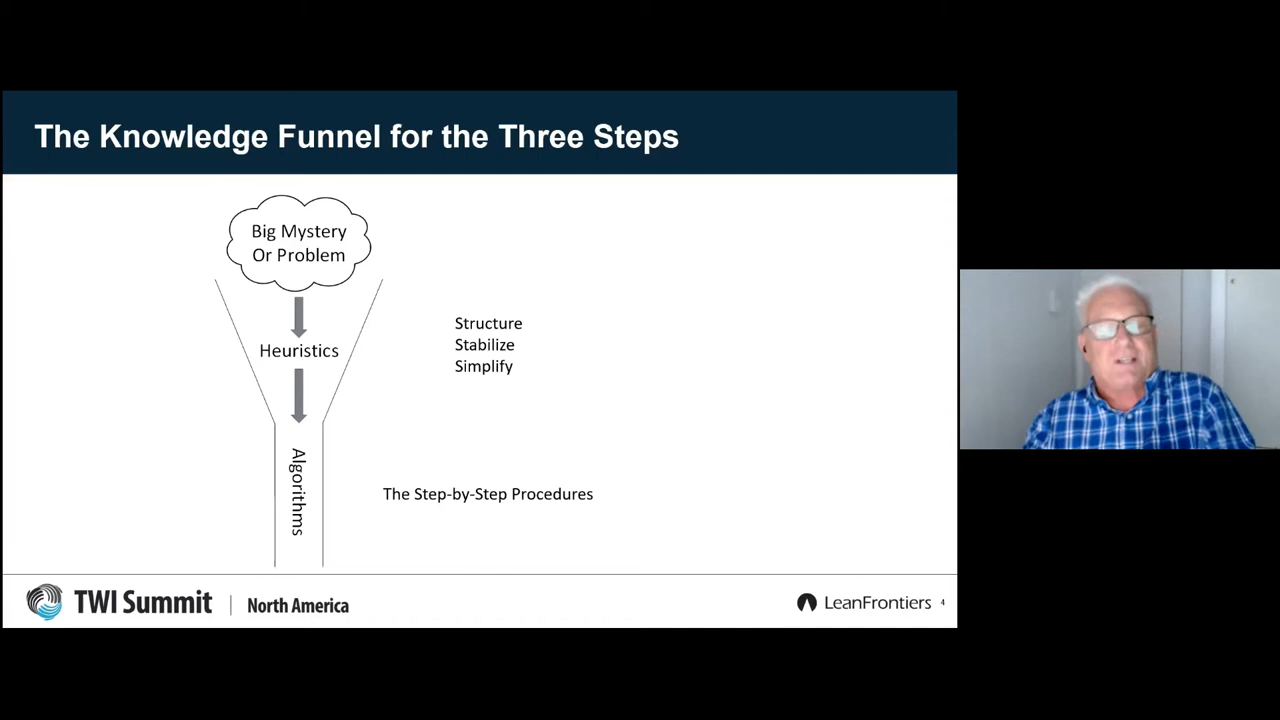 The Knowledge Funnel for the Three Steps
Big Mystery
Or Problem
Heuristics
Structure
Stabilize
Simplify
Algorithms
The Step-by-Step Procedures
TWI Summit
North America
LeanFrontiers
4